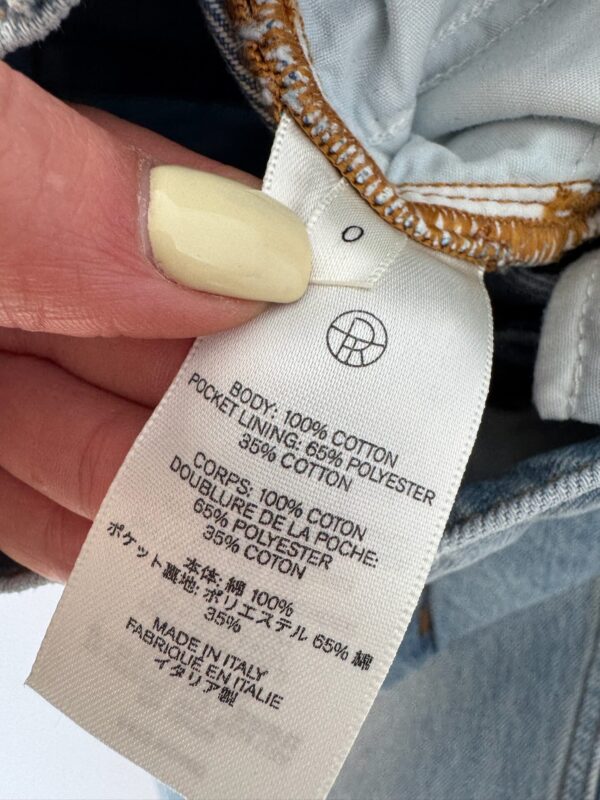 0
BODY: 100% COTTON
POCKET LINING: 65% POLYESTER
35% COTTON
CORPS: 100% COTON
DOUBLURE DE LA POCHE:
65% POLYESTER
35% COTON
本体: 綿 100%
ポケット裏地: ポリエステル 65% 綿
35%
MADE IN ITALY
FABRIQUÉ EN ITALIE
イタリア製